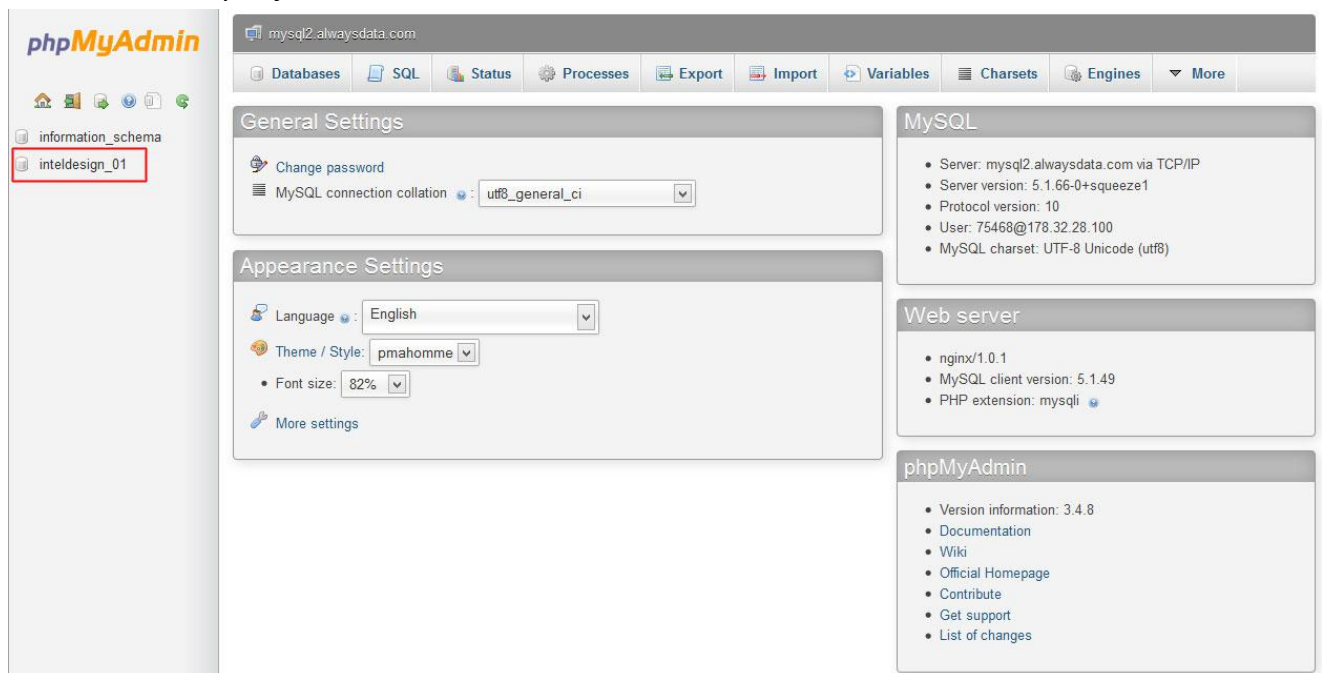 phpMyAdmin
information_schema
inteldesign_01
mysql2.alwaysdata.com
Databases SQL Status Processes Export Import Variables Charsets Engines More
General Settings
Change password
MySQL connection collation : utf8_general_ci
Appearance Settings
Language : English
Theme / Style: pmahomme
Font size: 82%
More settings
MySQL
Server: mysql2.alwaysdata.com via TCP/IP
Server version: 5.1.66-0+squeeze1
Protocol version: 10
User: 75468@178.32.28.100
MySQL charset: UTF-8 Unicode (utf8)
Web server
nginx/1.0.1
MySQL client version: 5.1.49
PHP extension: mysqli
phpMyAdmin
Version information: 3.4.8
Documentation
Wiki
Official Homepage
Contribute
Get support
List of changes